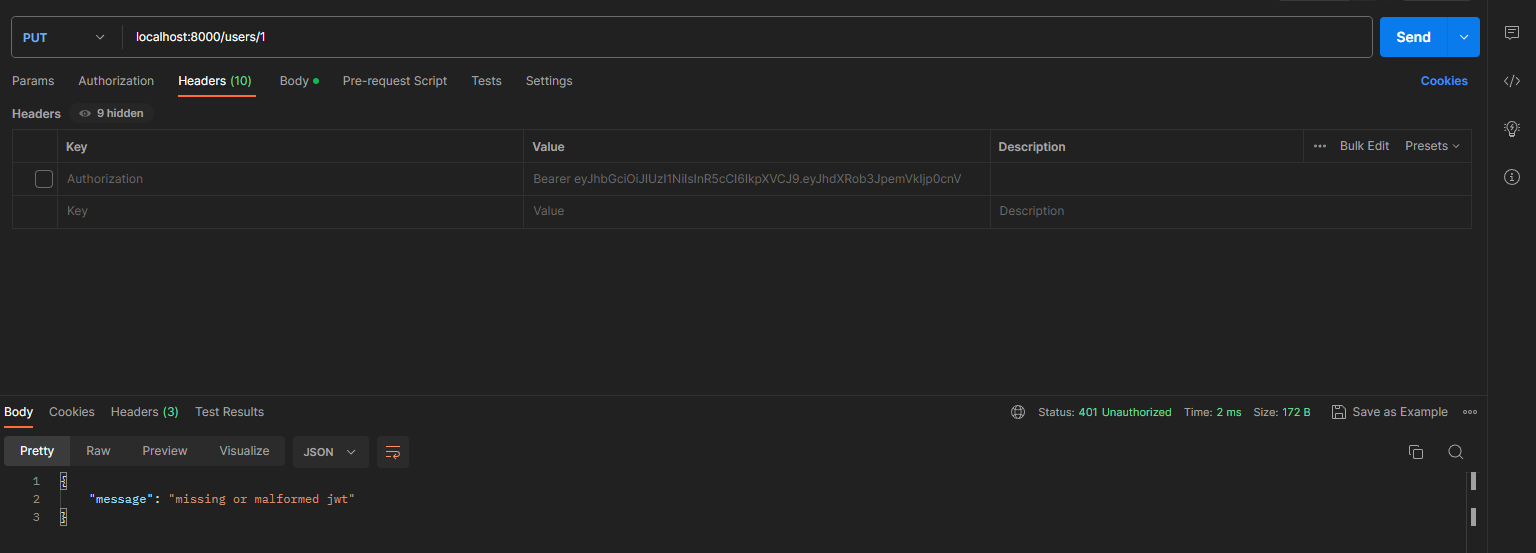 PUT localhost:8000/users/1 Send
Params Authorization Headers (10) Body Pre-request Script Tests Settings Cookies
Headers 9 hidden
Key Value Description Bulk Edit Presets
Authorization Bearer eyJhbGciOiJIUzI1NiIsInR5cCI6IkpXVCJ9.eyJhdXRob3JpemVkIjp0cnV
Key Value Description
Body Cookies Headers (3) Test Results Status: 401 Unauthorized Time: 2 ms Size: 172 B Save as Example
Pretty Raw Preview Visualize JSON
1 {
2 "message": "missing or malformed jwt"
3 }